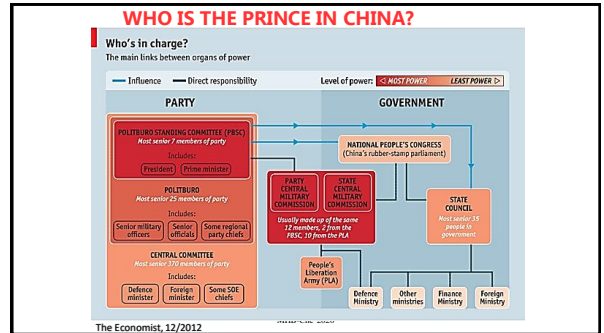 WHO IS THE PRINCE IN CHINA?
Who's in charge?
The main links between organs of power
Influence
Direct responsibility
Level of power:
◁ MOST POWER
LEAST POWER ▷
PARTY
GOVERNMENT
POLITBURO STANDING COMMITTEE (PBSC)
Most senior 7 members of party
Includes:
President
Prime minister
POLITBURO
Most senior 25 members of party
Includes:
Senior military
officers
Senior
officials
Some regional
party chiefs
CENTRAL COMMITTEE
Most senior 370 members of party
Includes:
Defence
minister
Foreign
minister
Some SOE
chiefs
NATIONAL PEOPLE'S CONGRESS
(China's rubber-stamp parliament)
PARTY
CENTRAL
MILITARY
COMMISSION
STATE
CENTRAL
MILITARY
COMMISSION
Usually made up of the same
12 members, 2 from the
PBSC, 10 from the PLA
STATE
COUNCIL
Most senior 35
people in
government
People's
Liberation
Army (PLA)
Defence
Ministry
Other
ministries
Finance
Ministry
Foreign
Ministry
The Economist, 12/2012